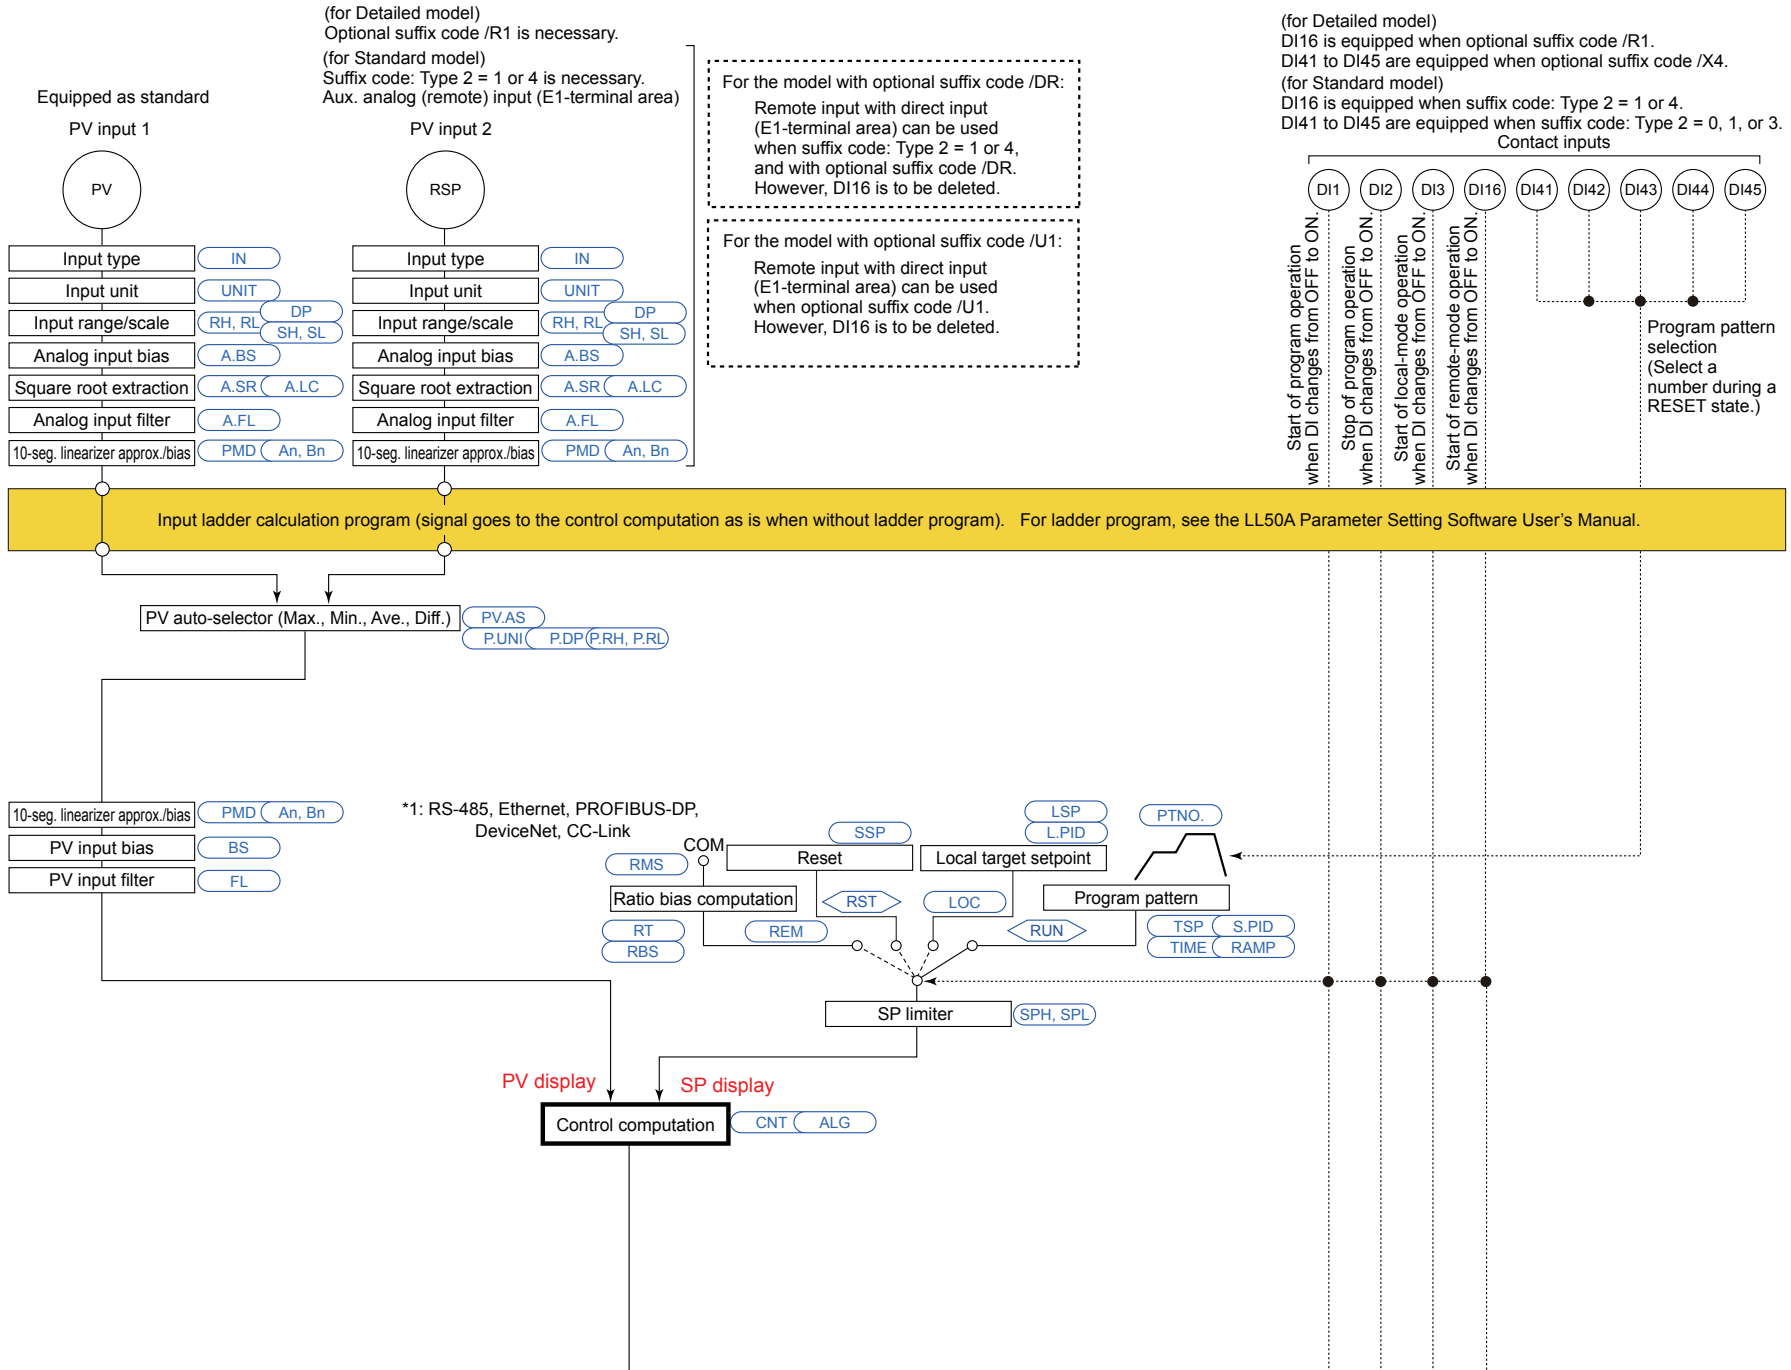 (for Detailed model)
Optional suffix code /R1 is necessary.
(for Standard model)
Suffix code: Type 2 = 1 or 4 is necessary.
Aux. analog (remote) input (E1-terminal area)
Equipped as standard
PV input 1
PV input 2
PV
RSP
For the model with optional suffix code /DR:
Remote input with direct input
(E1-terminal area) can be used
when suffix code: Type 2 = 1 or 4,
and with optional suffix code /DR.
However, DI16 is to be deleted.
For the model with optional suffix code /U1:
Remote input with direct input
(E1-terminal area) can be used
when optional suffix code /U1.
However, DI16 is to be deleted.
(for Detailed model)
DI16 is equipped when optional suffix code /R1.
DI41 to DI45 are equipped when optional suffix code /X4.
(for Standard model)
DI16 is equipped when suffix code: Type 2 = 1 or 4.
DI41 to DI45 are equipped when suffix code: Type 2 = 0, 1, or 3.
Contact inputs
DI1 DI2 DI3 DI16 DI41 DI42 DI43 DI44 DI45
Start of program operation
when DI changes from OFF to ON.
Stop of program operation
when DI changes from OFF to ON.
Start of local-mode operation
when DI changes from OFF to ON.
Start of remote-mode operation
when DI changes from OFF to ON.
Program pattern
selection
(Select a
number during a
RESET state.)
Input type IN
Input unit UNIT
Input range/scale RH, RL DP SH, SL
Analog input bias A.BS
Square root extraction A.SR A.LC
Analog input filter A.FL
10-seg. linearizer approx./bias PMD An, Bn
Input type IN
Input unit UNIT
Input range/scale RH, RL DP SH, SL
Analog input bias A.BS
Square root extraction A.SR A.LC
Analog input filter A.FL
10-seg. linearizer approx./bias PMD An, Bn
Input ladder calculation program (signal goes to the control computation as is when without ladder program). For ladder program, see the LL50A Parameter Setting Software User's Manual.
PV auto-selector (Max., Min., Ave., Diff.) PV.AS
P.UNI P.DP P.RH, P.RL
10-seg. linearizer approx./bias PMD An, Bn
PV input bias BS
PV input filter FL
*1: RS-485, Ethernet, PROFIBUS-DP,
DeviceNet, CC-Link
COM
RMS
Ratio bias computation
RT
RBS
REM
SSP
Reset
RST
LSP
L.PID
Local target setpoint
LOC
PTNO.
Program pattern
RUN
TSP S.PID
TIME RAMP
SP limiter SPH, SPL
PV display
SP display
Control computation CNT ALG